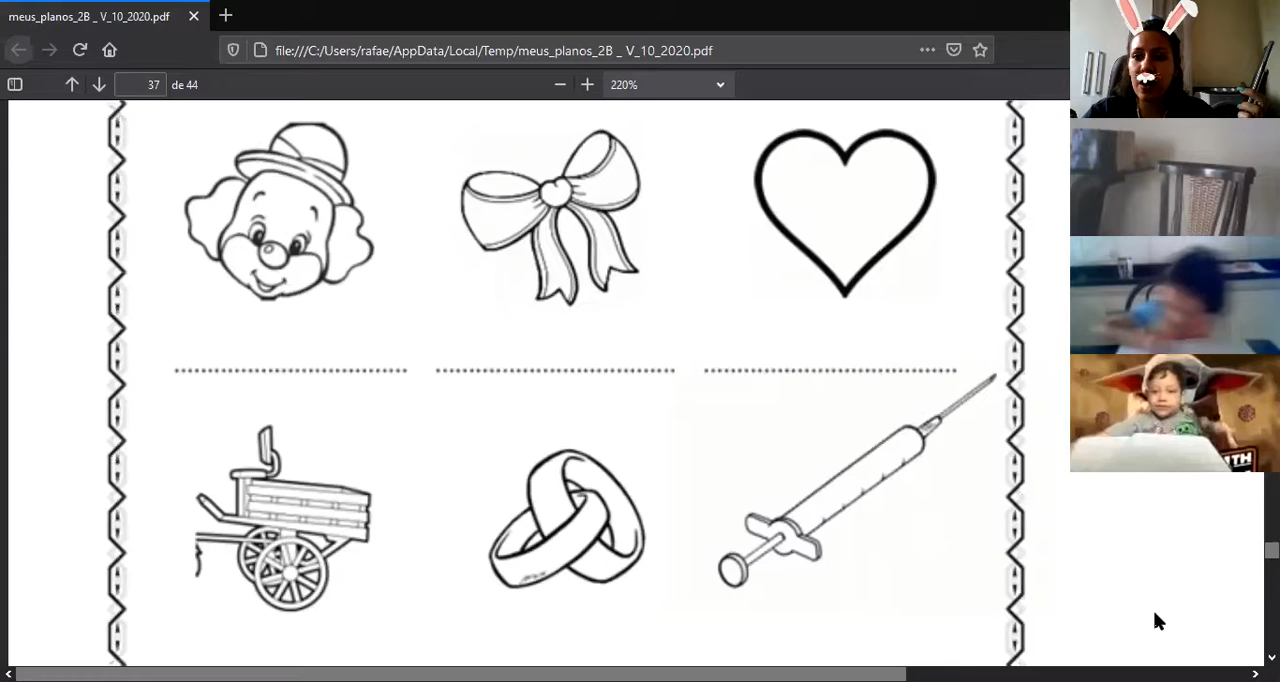 meus_planos_2B _ V_10_2020.pdf
file:///C:/Users/rafae/AppData/Local/Temp/meus_planos_2B _ V_10_2020.pdf
37 de 44
220%